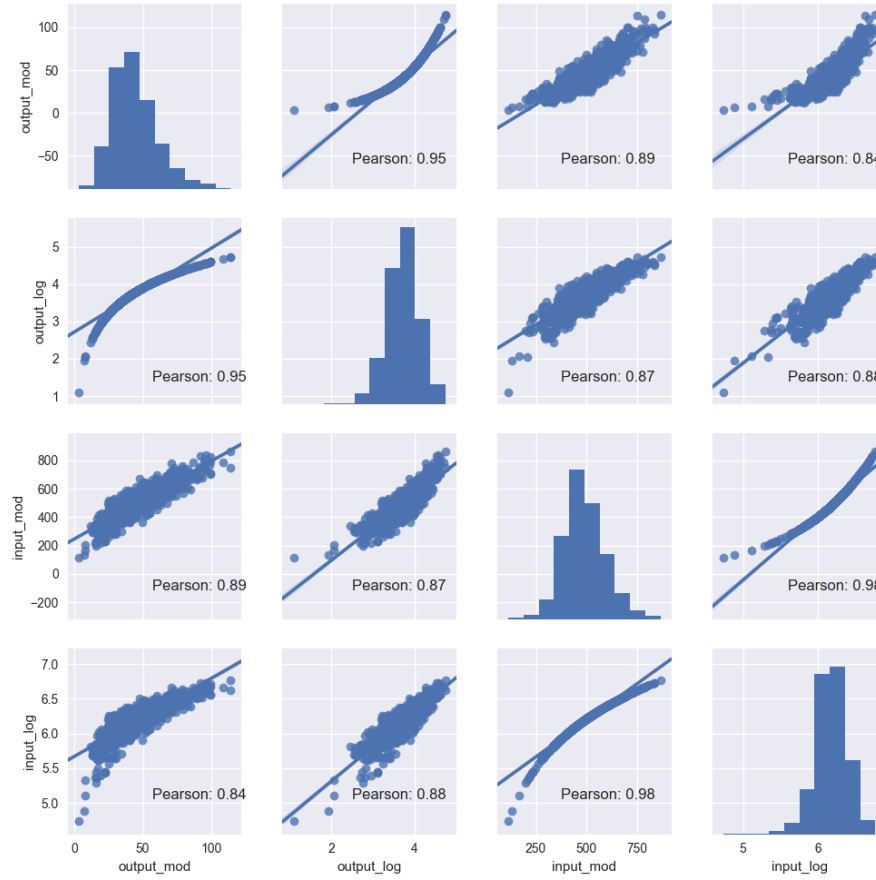 100
50
0
−50
output_mod
Pearson: 0.95
Pearson: 0.89
Pearson: 0.84
5
4
3
2
1
output_log
Pearson: 0.95
Pearson: 0.87
Pearson: 0.88
800
600
400
200
0
−200
input_mod
Pearson: 0.89
Pearson: 0.87
Pearson: 0.98
7.0
6.5
6.0
5.5
5.0
input_log
Pearson: 0.84
Pearson: 0.88
Pearson: 0.98
0 50 100
2 4
250 500 750
5 6
output_mod
output_log
input_mod
input_log